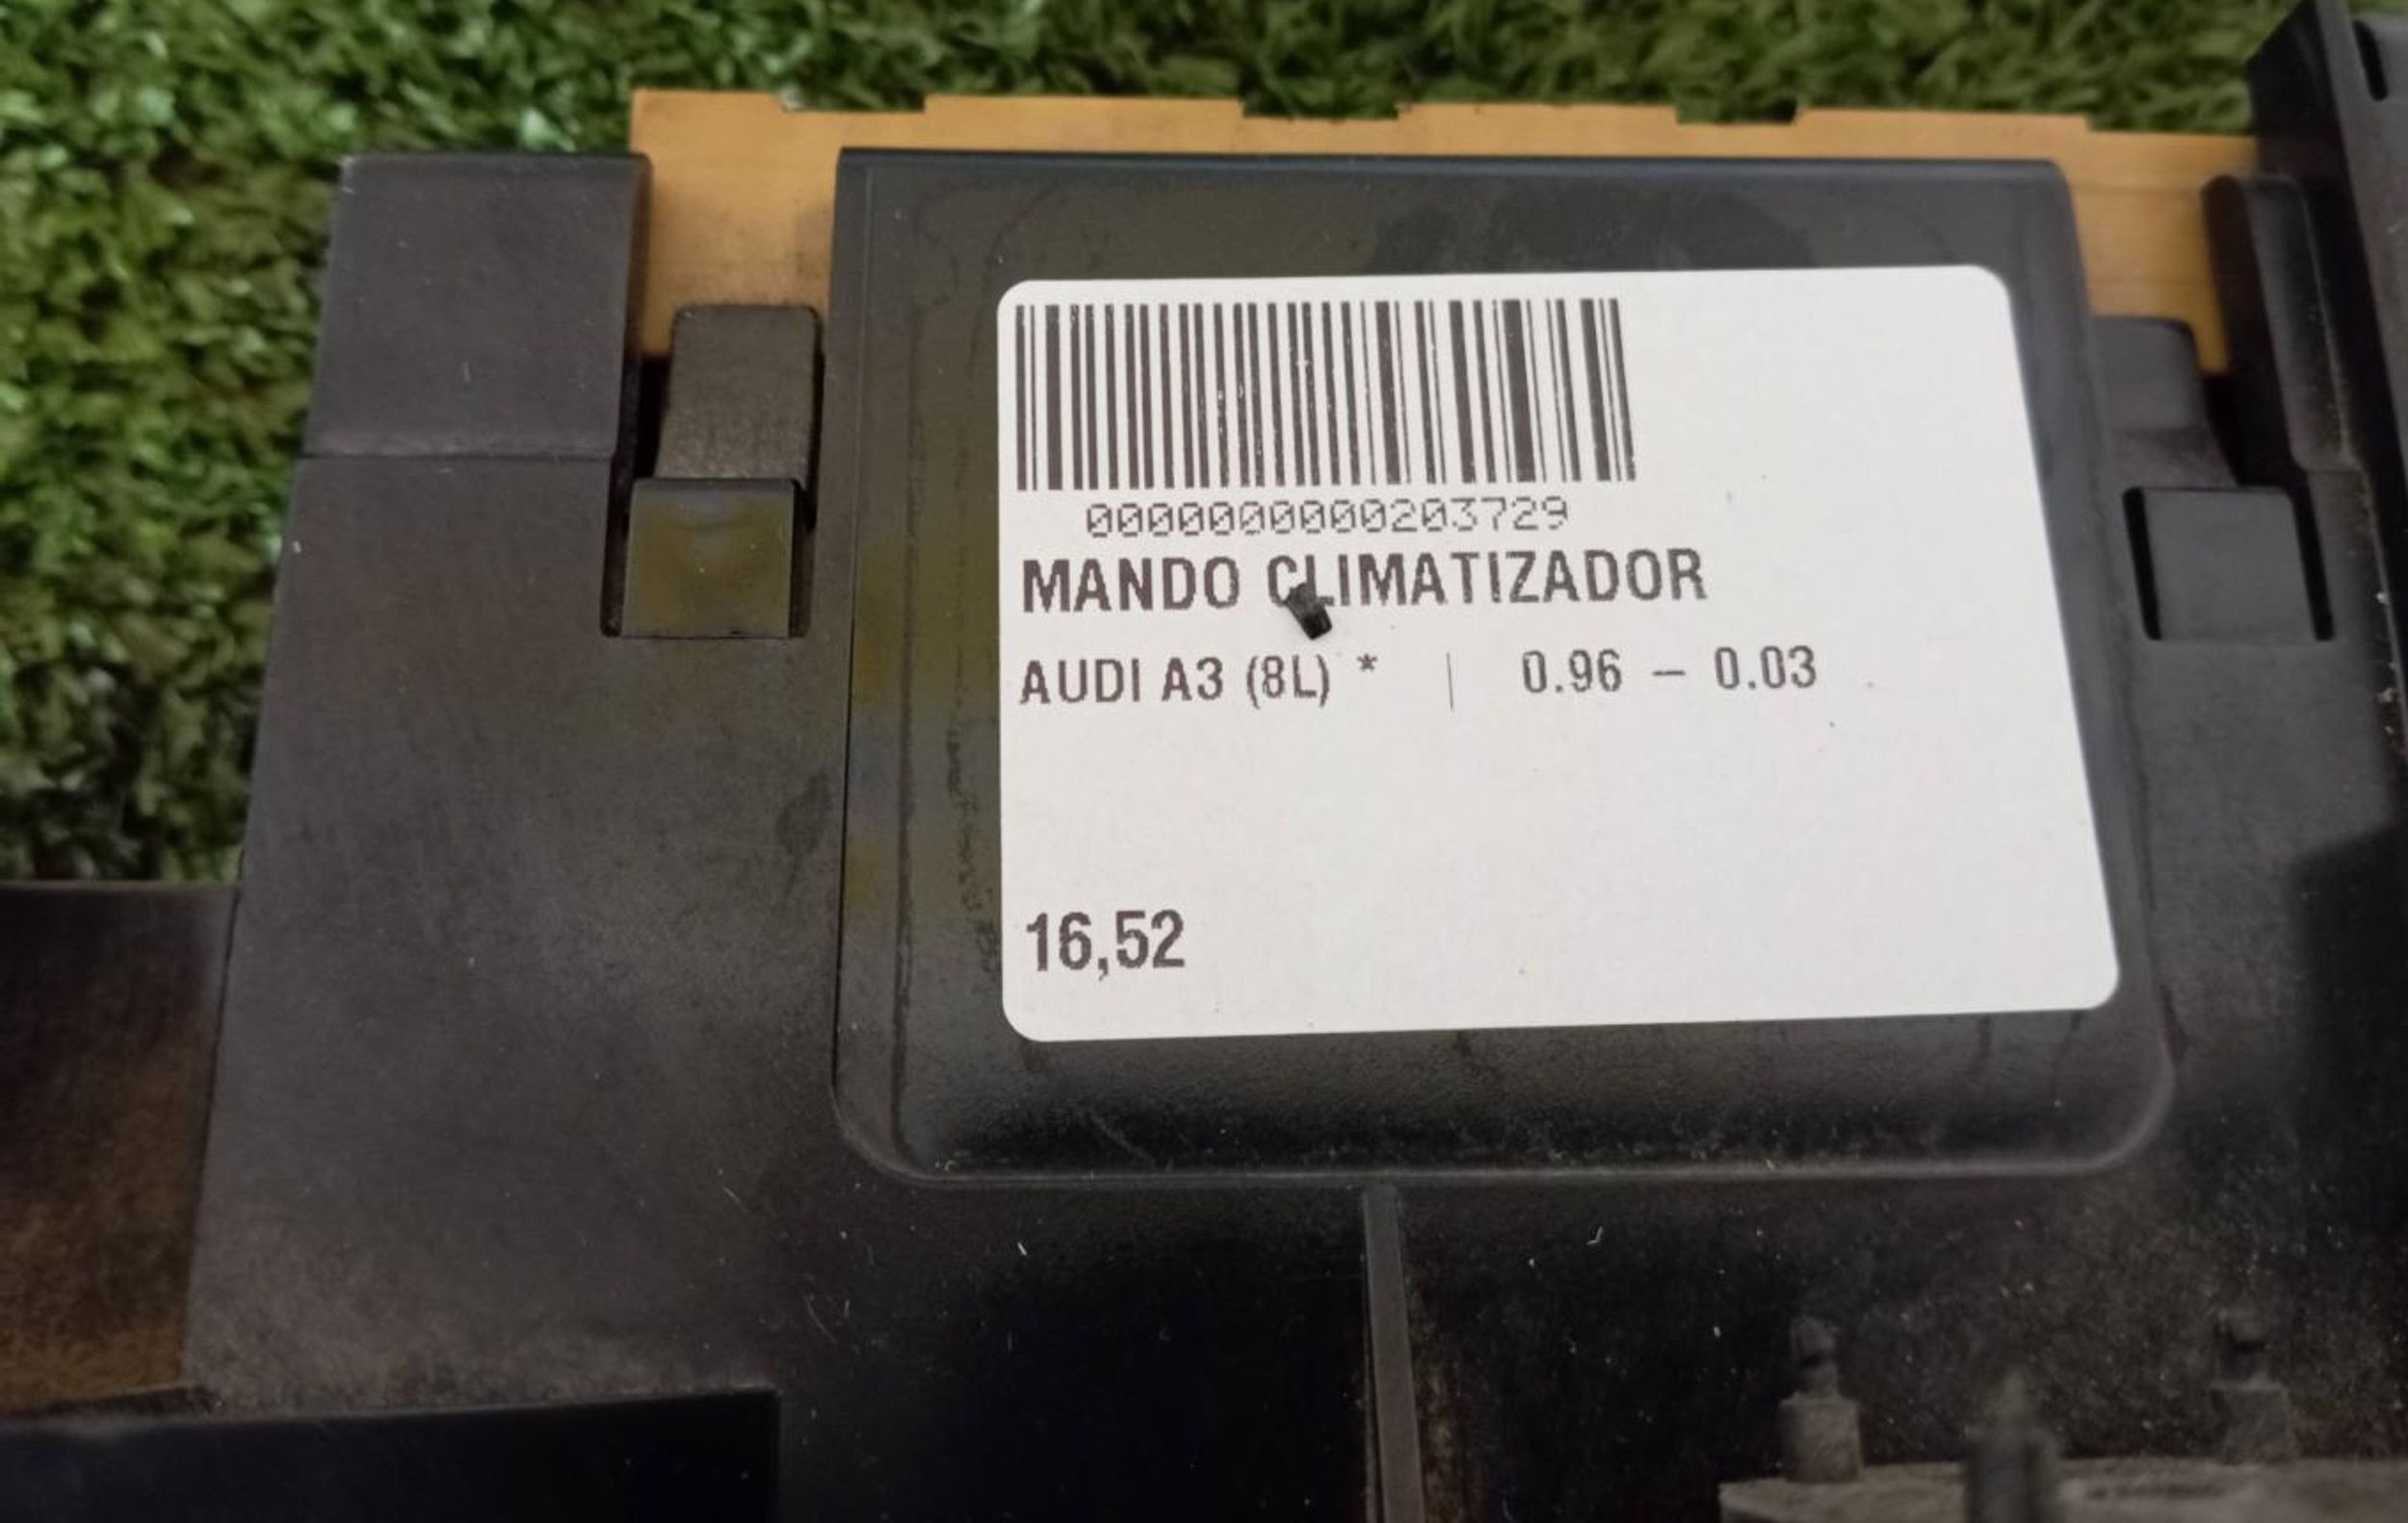 0000000000203729
MANDO CLIMATIZADOR
AUDI A3 (8L) * | 0.96 – 0.03
16,52